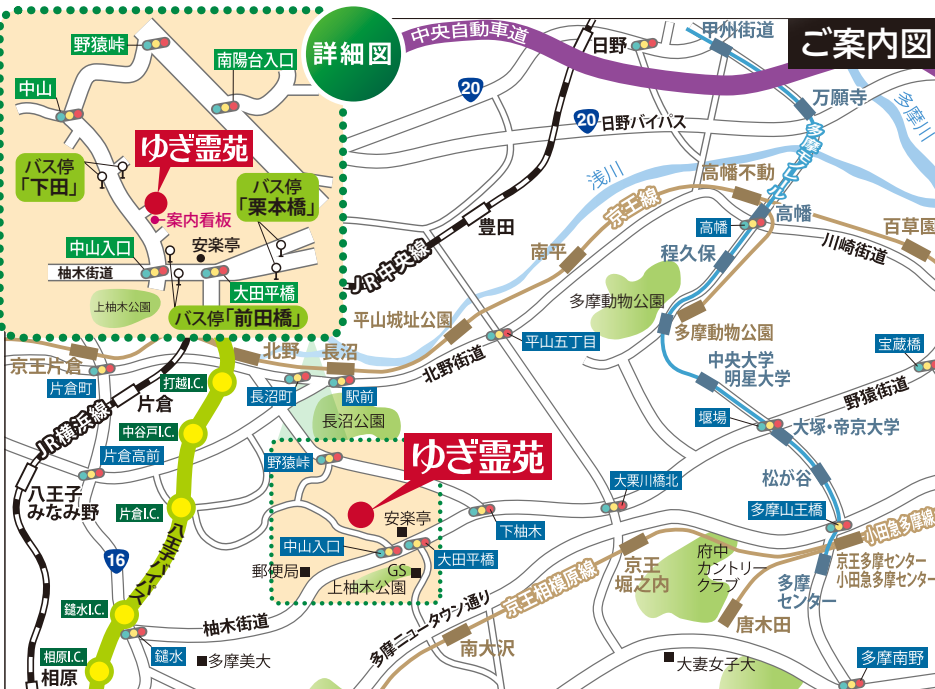 詳細図
ご案内図
野猿峠
南陽台入口
中山
ゆぎ霊苑
バス停
「下田」
バス停
「栗本橋」
案内看板
中山入口
安楽亭
柚木街道
大田平橋
上柚木公園
バス停「前田橋」
中央自動車道
日野
甲州街道
20
20
日野バイパス
万願寺
多摩川
多摩モノレール
浅川
京王線
高幡不動
高幡
高幡
百草園
川崎街道
豊田
南平
程久保
JR中央線
多摩動物公園
多摩動物公園
平山城址公園
平山五丁目
北野街道
中央大学
明星大学
宝蔵橋
野猿街道
京王片倉
北野
長沼
片倉町
打越I.C.
長沼町
駅前
片倉
JR横浜線
長沼公園
堰場
大塚・帝京大学
中谷戸I.C.
片倉高前
野猿峠
ゆぎ霊苑
松が谷
八王子
みなみ野
片倉I.C.
八王子バイパス
安楽亭
下柚木
大栗川橋北
多摩山王橋
小田急多摩線
中山入口
大田平橋
16
郵便局
GS
上柚木公園
京王
堀之内
府中
カントリー
クラブ
京王多摩センター
小田急多摩センター
多摩
センター
京王相模原線
鑓水I.C.
柚木街道
多摩ニュータウン通り
唐木田
南大沢
鑓水
多摩美大
相原I.C.
相原
大妻女子大
多摩南野